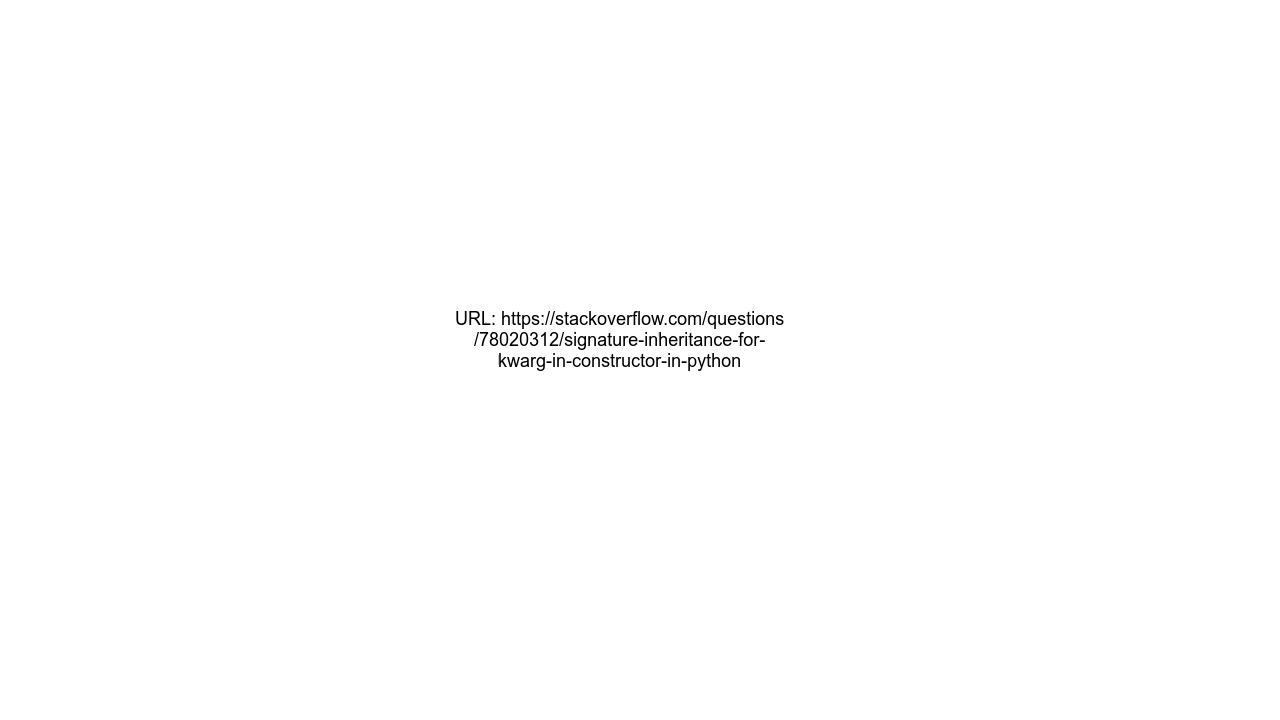 URL: https://stackoverflow.com/questions
/78020312/signature-inheritance-for-
kwarg-in-constructor-in-python